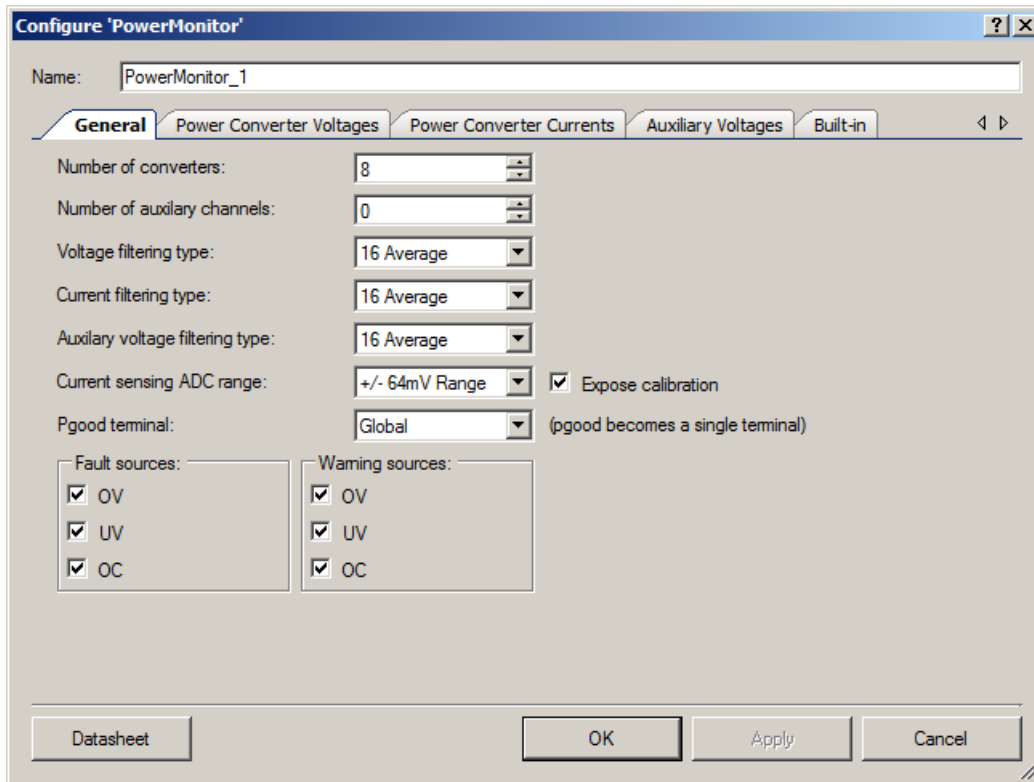 Configure 'PowerMonitor'
Name: PowerMonitor_1
General Power Converter Voltages Power Converter Currents Auxiliary Voltages Built-in
Number of converters: 8
Number of auxilary channels: 0
Voltage filtering type: 16 Average
Current filtering type: 16 Average
Auxilary voltage filtering type: 16 Average
Current sensing ADC range: +/- 64mV Range Expose calibration
Pgood terminal: Global (pgood becomes a single terminal)
Fault sources: Warning sources:
OV OV
UV UV
OC OC
Datasheet OK Apply Cancel